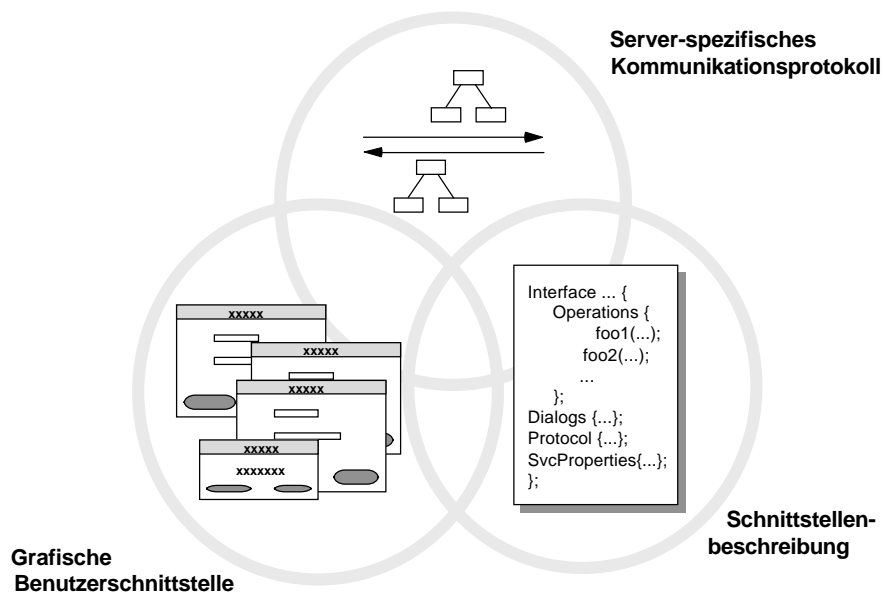 Server-spezifisches
Kommunikationsprotokoll
xxxxx
xxxxx
xxxxx
xxxxx
xxxxxxx
Interface ... {
Operations {
foo1(...);
foo2(...);
...
};
Dialogs {...};
Protocol {...};
SvcProperties{...};
};
Schnittstellen-
beschreibung
Grafische
Benutzerschnittstelle